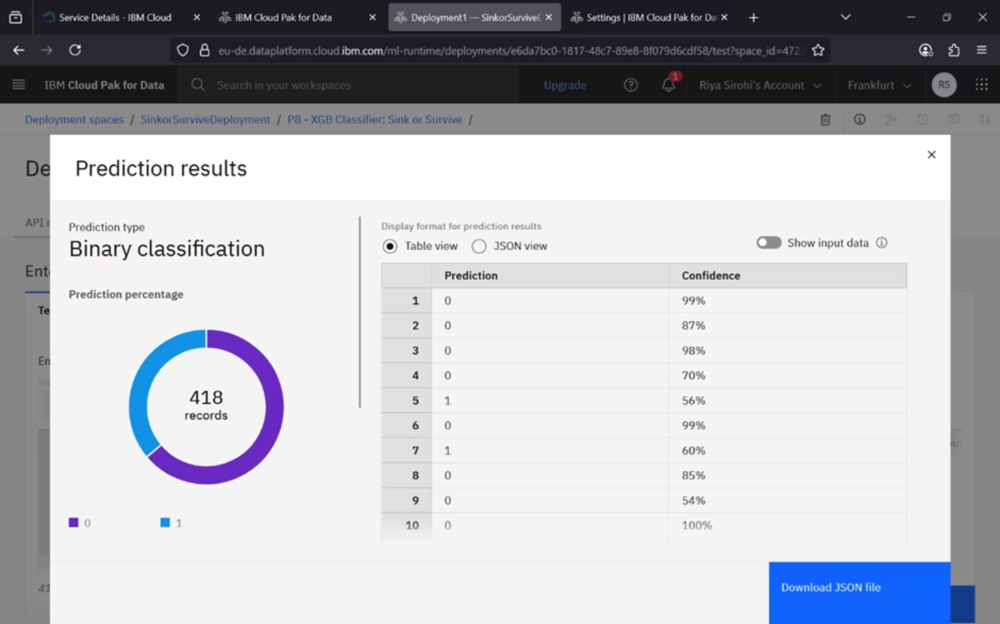 Service Details - IBM Cloud
IBM Cloud Pak for Data
Deployment1 — SinkorSurviveD
Settings | IBM Cloud Pak for Da
eu-de.dataplatform.cloud.ibm.com/ml-runtime/deployments/e6da7bc0-1817-48c7-89e8-8f079d6cdf58/test?space_id=4723
IBM Cloud Pak for Data
Search in your workspaces
Upgrade
1
Riya Sirohi's Account
Frankfurt
RS
Deployment spaces / SinkorSurviveDeployment / P8 - XGB Classifier: Sink or Survive /
De
Prediction results
API r
Prediction type
Binary classification
Display format for prediction results
Table view
JSON view
Show input data
Ent
Prediction percentage
Te
En
418
records
0
1
41
Prediction Confidence
1 0 99%
2 0 87%
3 0 98%
4 0 70%
5 1 56%
6 0 99%
7 1 60%
8 0 85%
9 0 54%
10 0 100%
Download JSON file